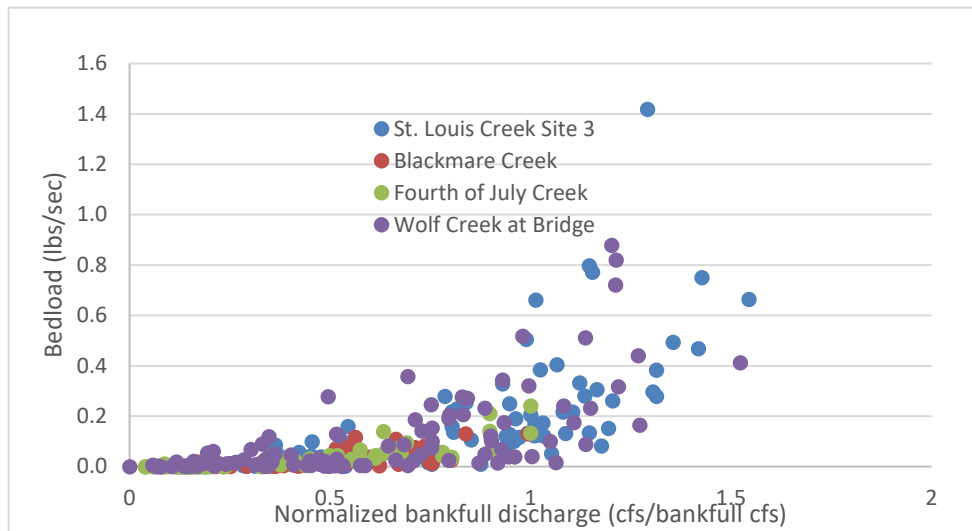 1.6
1.4
1.2
1.0
0.8
0.6
0.4
0.2
0.0
Bedload (lbs/sec)
St. Louis Creek Site 3
Blackmare Creek
Fourth of July Creek
Wolf Creek at Bridge
0 0.5 1 1.5 2
Normalized bankfull discharge (cfs/bankfull cfs)